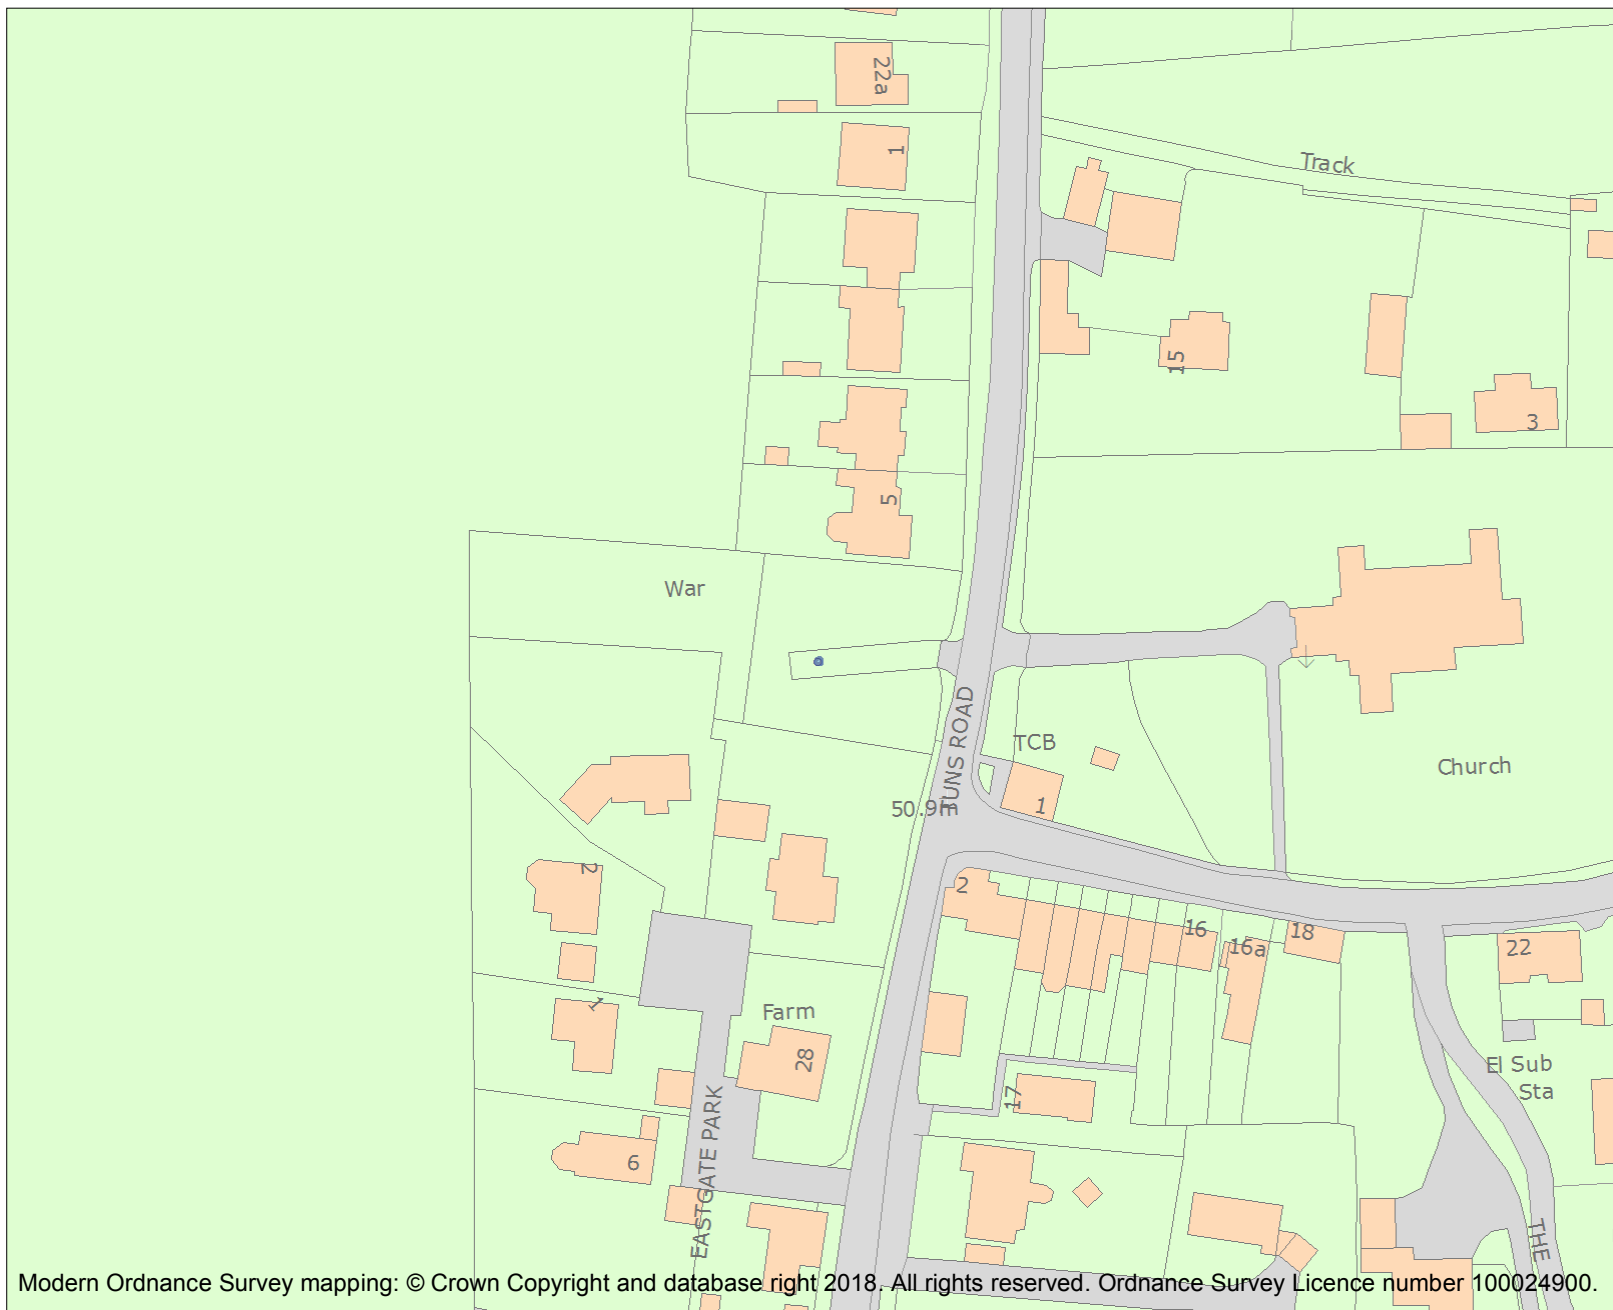 22a
1
Track
15
3
5
War
TUNS ROAD
TCB
1
50.9m
Church
2
2
16
16a
18
22
1
Farm
28
El Sub
Sta
17
EASTGATE PARK
6
THE
Modern Ordnance Survey mapping: © Crown Copyright and database right 2018. All rights reserved. Ordnance Survey Licence number 100024900.